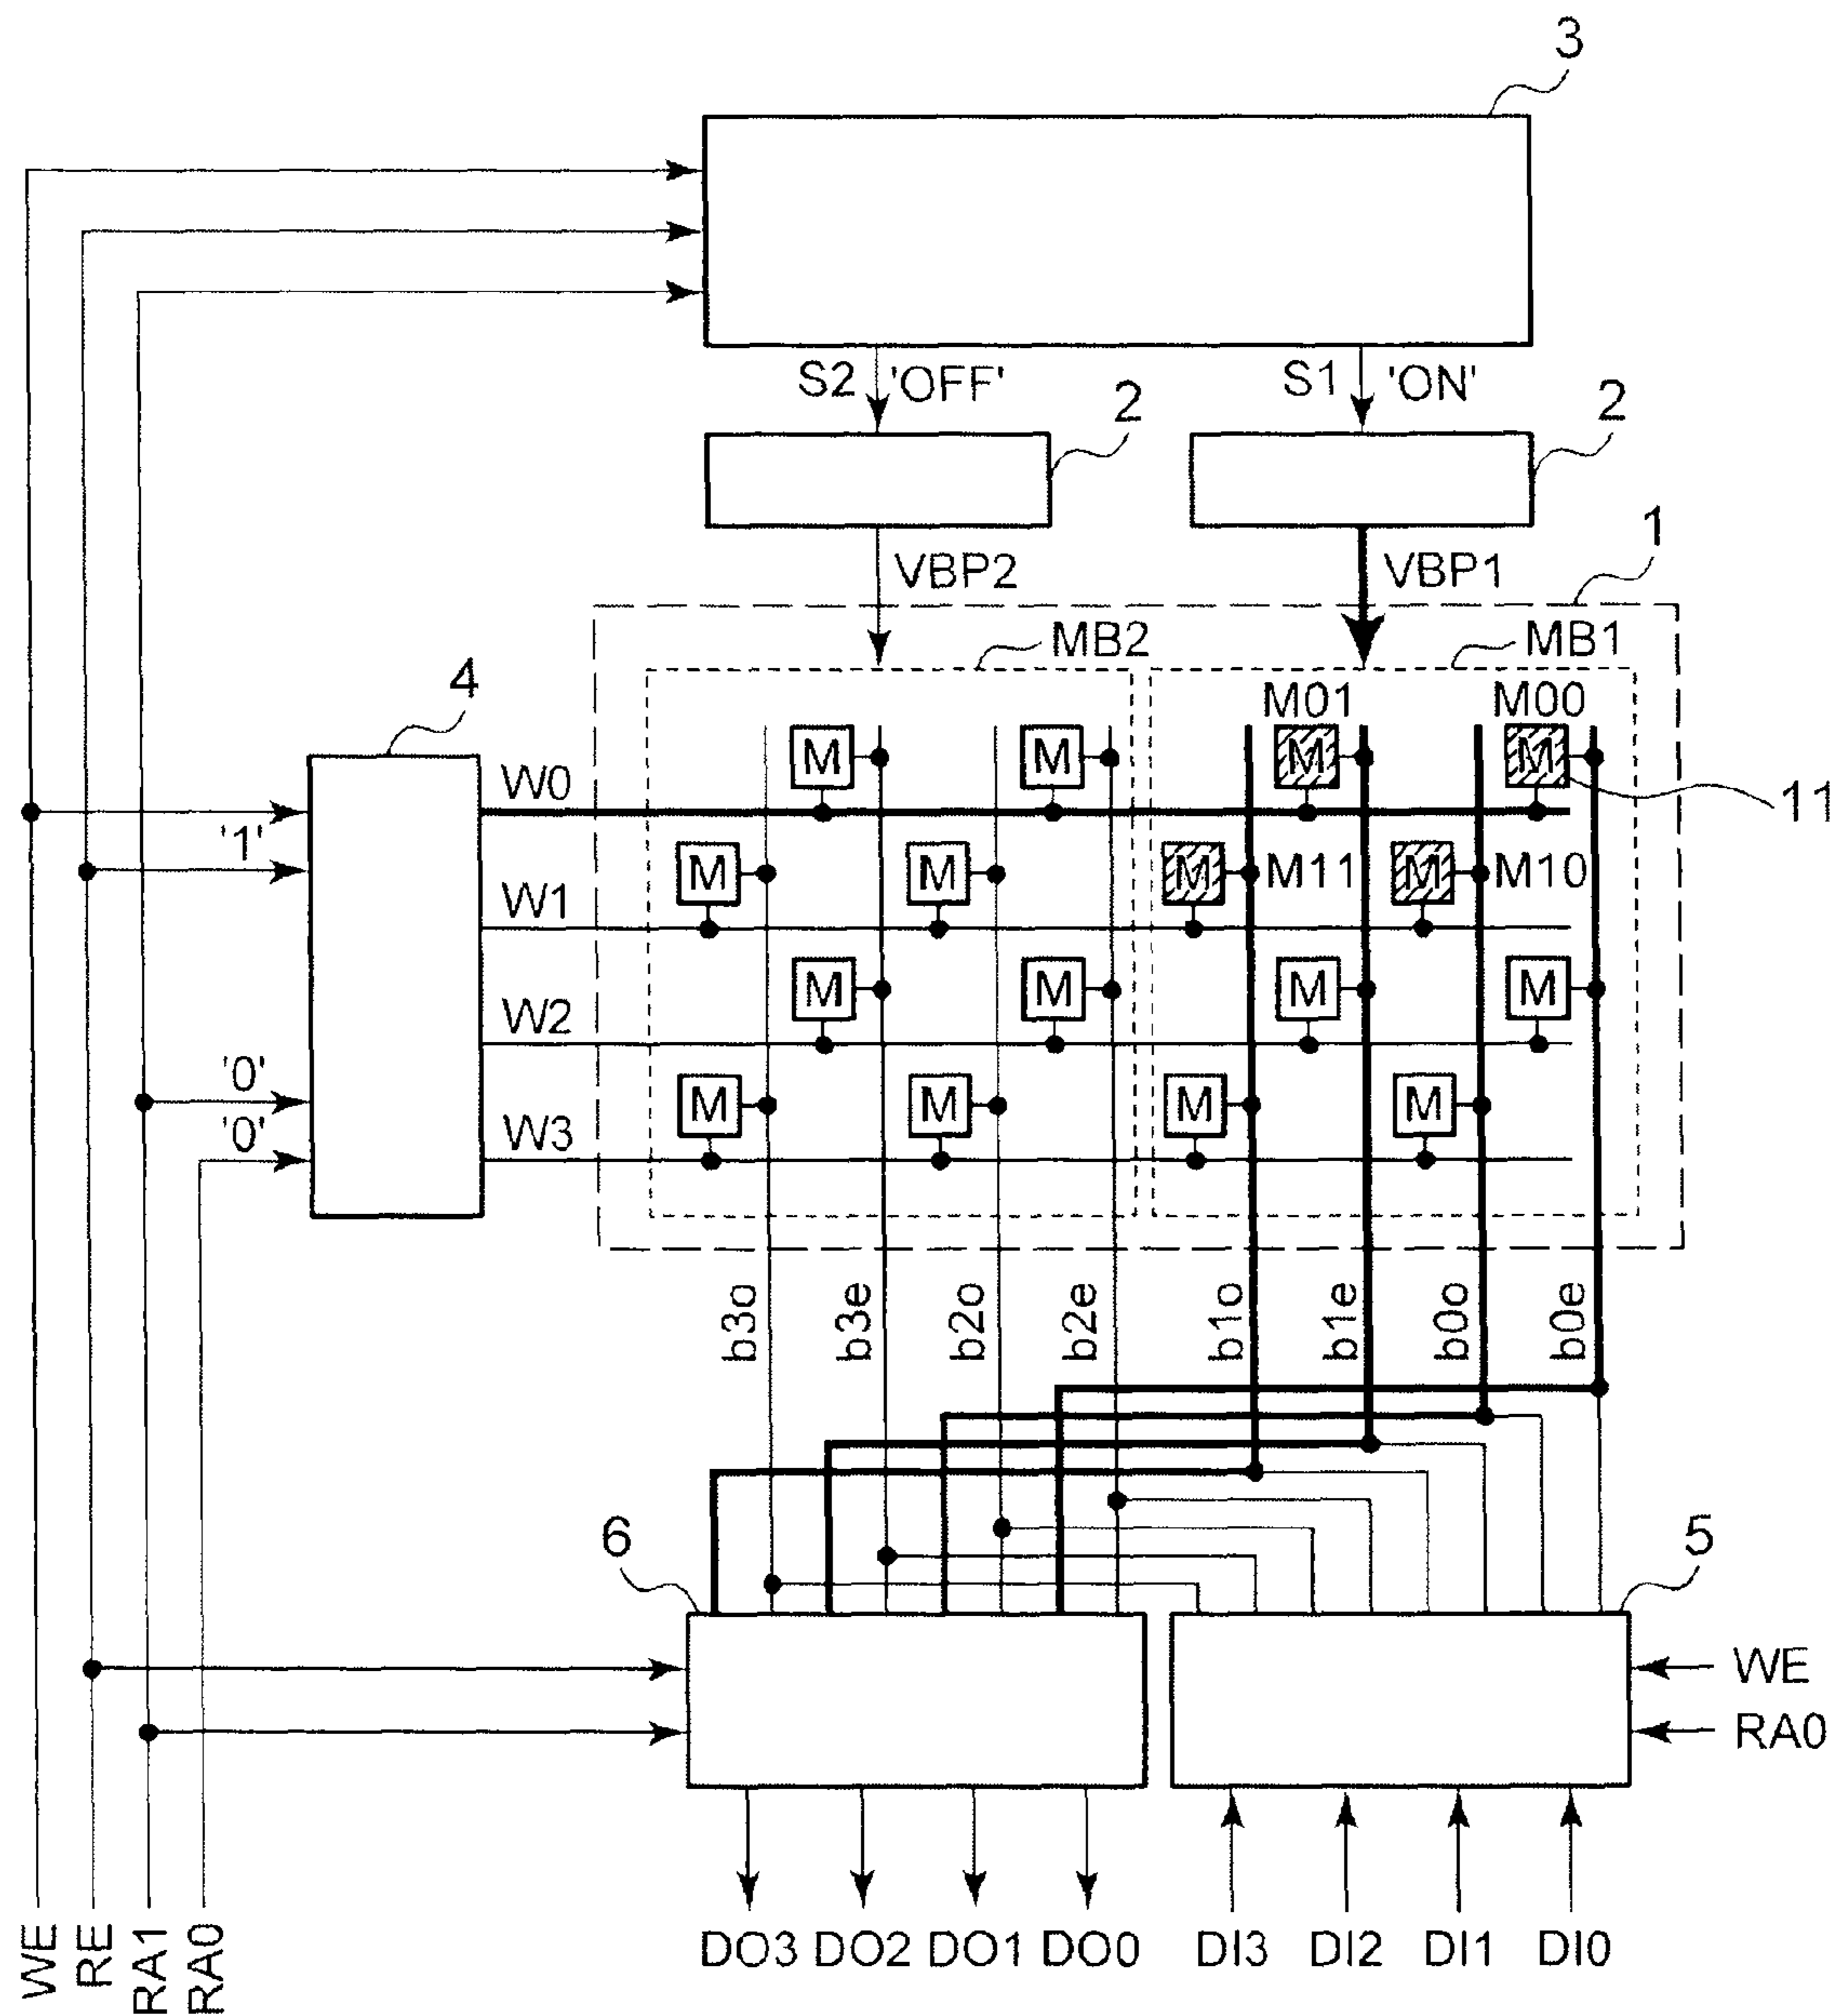 3
S2 'OFF' S1 'ON'
2 2
VBP2 VBP1 1
MB2 MB1
4 M01 M00
M M M M
W0 11
'1'
M M M M11 M M10
W1
M M M M
W2
'0'
M M M M
'0'
W3
b3o b3e b2o b2e b1o b1e b0o b0e
6 5
WE
RA0
WE RE RA1 RA0
DO3 DO2 DO1 DO0 DI3 DI2 DI1 DI0